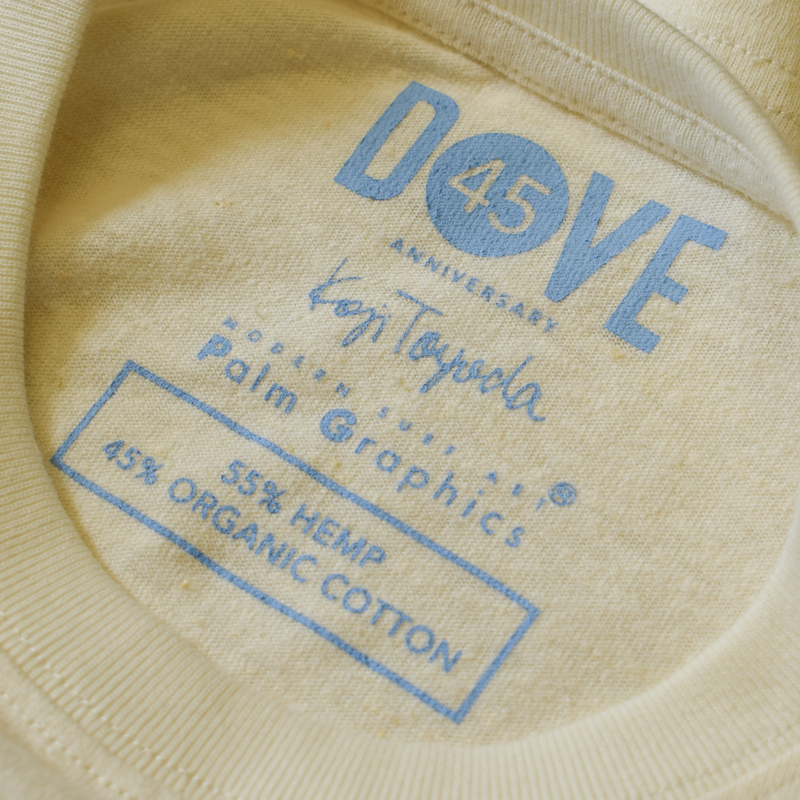 DOVE
45
ANNIVERSARY
Koji Toyoda
MODERN SURF ART
Palm Graphics®
55% HEMP
45% ORGANIC COTTON